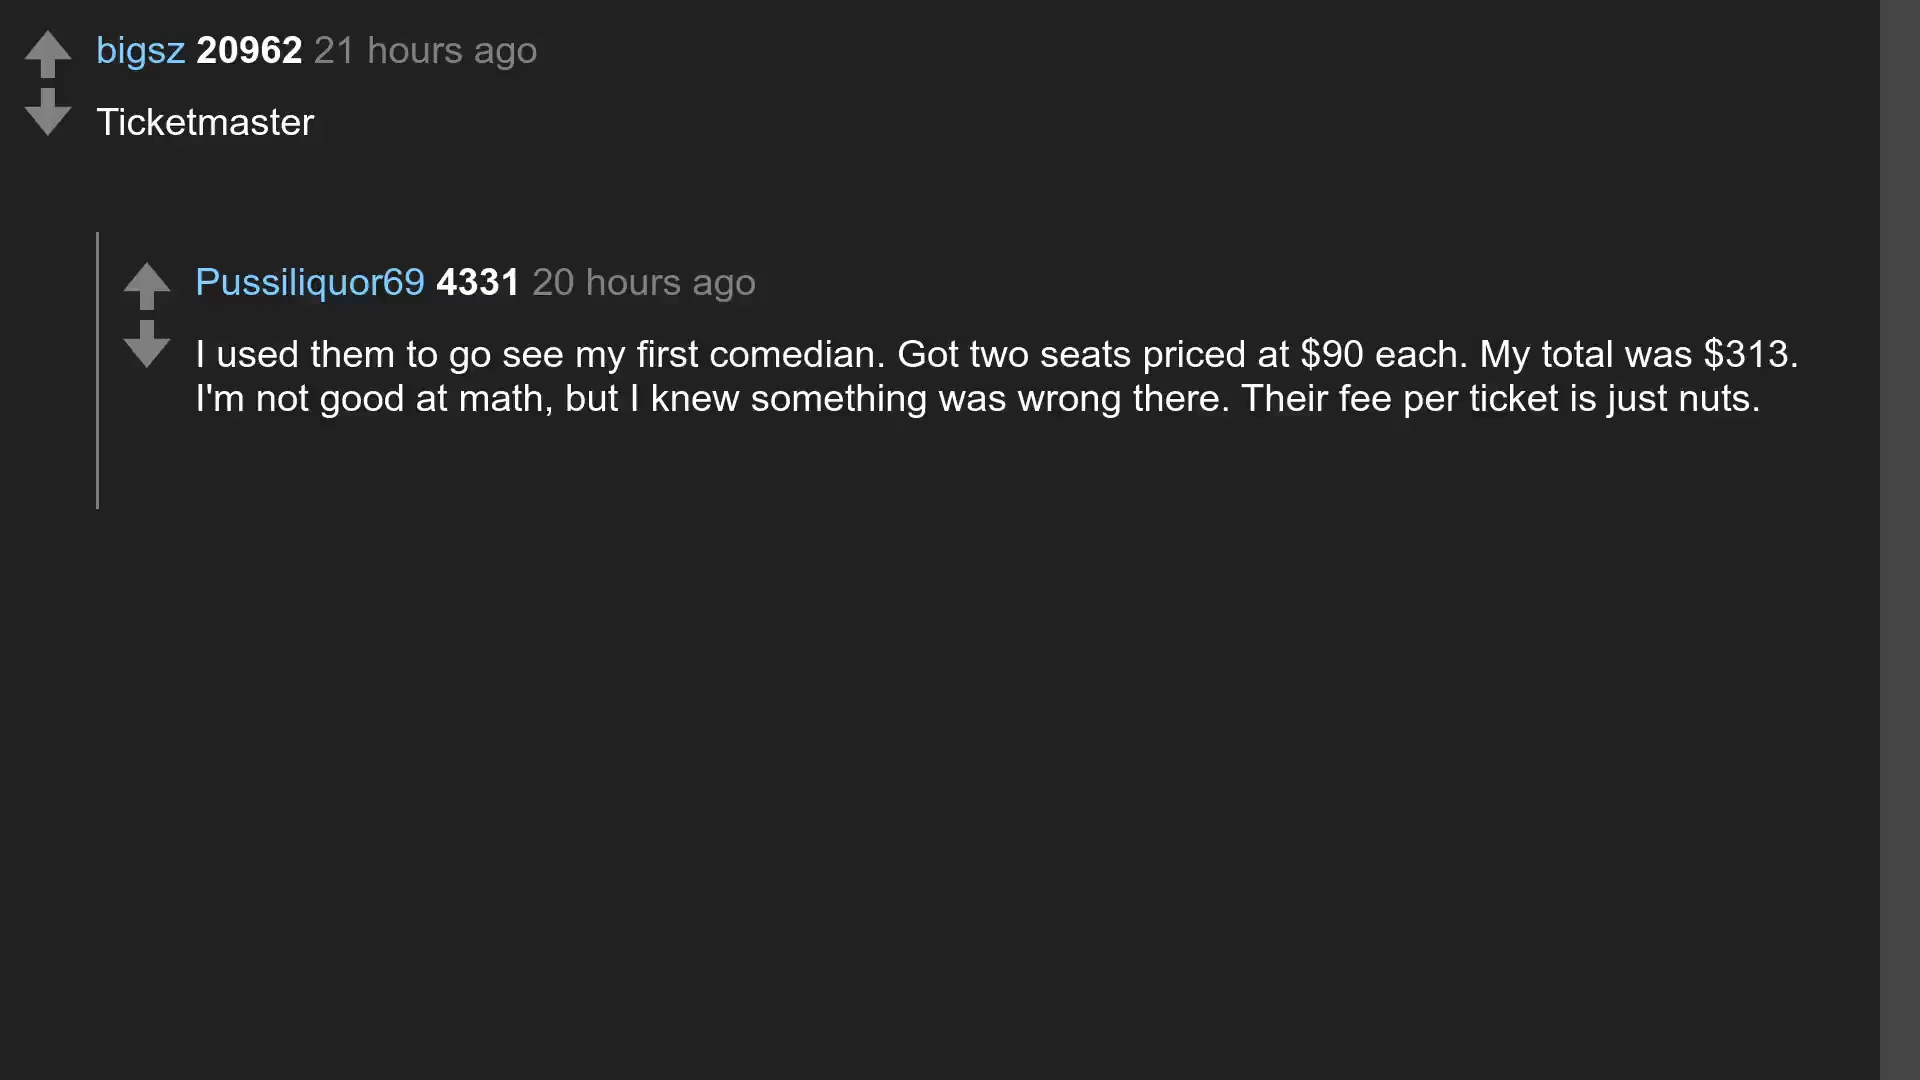 bigsz 20962 21 hours ago
Ticketmaster
Pussiliquor69 4331 20 hours ago
I used them to go see my first comedian. Got two seats priced at $90 each. My total was $313.
I'm not good at math, but I knew something was wrong there. Their fee per ticket is just nuts.